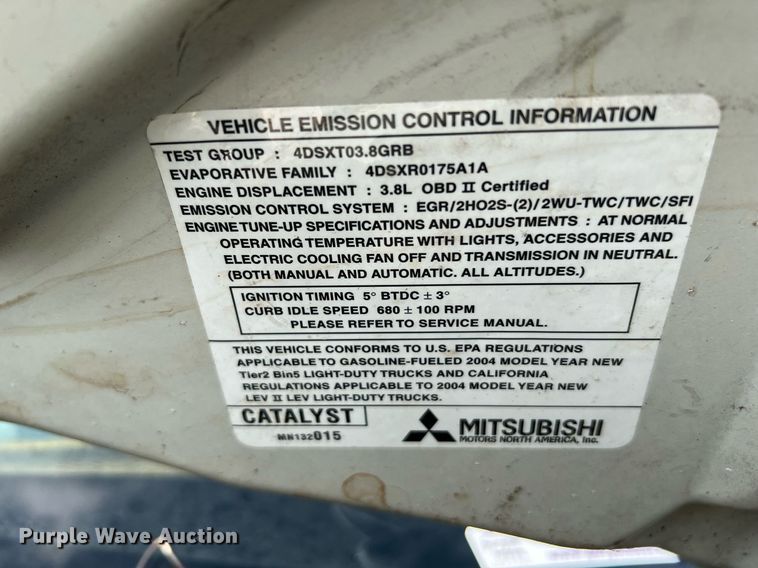 VEHICLE EMISSION CONTROL INFORMATION
TEST GROUP : 4DSXT03.8GRB
EVAPORATIVE FAMILY : 4DSXR0175A1A
ENGINE DISPLACEMENT : 3.8L OBD II Certified
EMISSION CONTROL SYSTEM : EGR/2HO2S-(2)/2WU-TWC/TWC/SFI
ENGINE TUNE-UP SPECIFICATIONS AND ADJUSTMENTS : AT NORMAL
OPERATING TEMPERATURE WITH LIGHTS, ACCESSORIES AND
ELECTRIC COOLING FAN OFF AND TRANSMISSION IN NEUTRAL.
(BOTH MANUAL AND AUTOMATIC. ALL ALTITUDES.)
IGNITION TIMING 5° BTDC ± 3°
CURB IDLE SPEED 680 ± 100 RPM
PLEASE REFER TO SERVICE MANUAL.
THIS VEHICLE CONFORMS TO U.S. EPA REGULATIONS
APPLICABLE TO GASOLINE-FUELED 2004 MODEL YEAR NEW
Tier2 Bin5 LIGHT-DUTY TRUCKS AND CALIFORNIA
REGULATIONS APPLICABLE TO 2004 MODEL YEAR NEW
LEV II LEV LIGHT-DUTY TRUCKS.
CATALYST
MN132015
MITSUBISHI
MOTORS NORTH AMERICA, Inc.
Purple Wave Auction